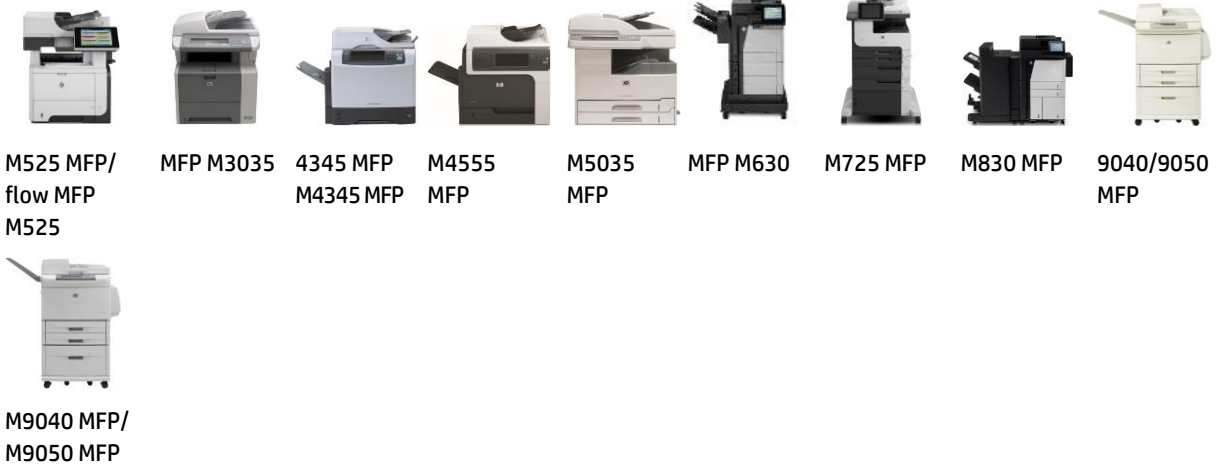 M525 MFP/
flow MFP
M525
MFP M3035
4345 MFP
M4345 MFP
M4555
MFP
M5035
MFP
MFP M630
M725 MFP
M830 MFP
9040/9050
MFP
M9040 MFP/
M9050 MFP